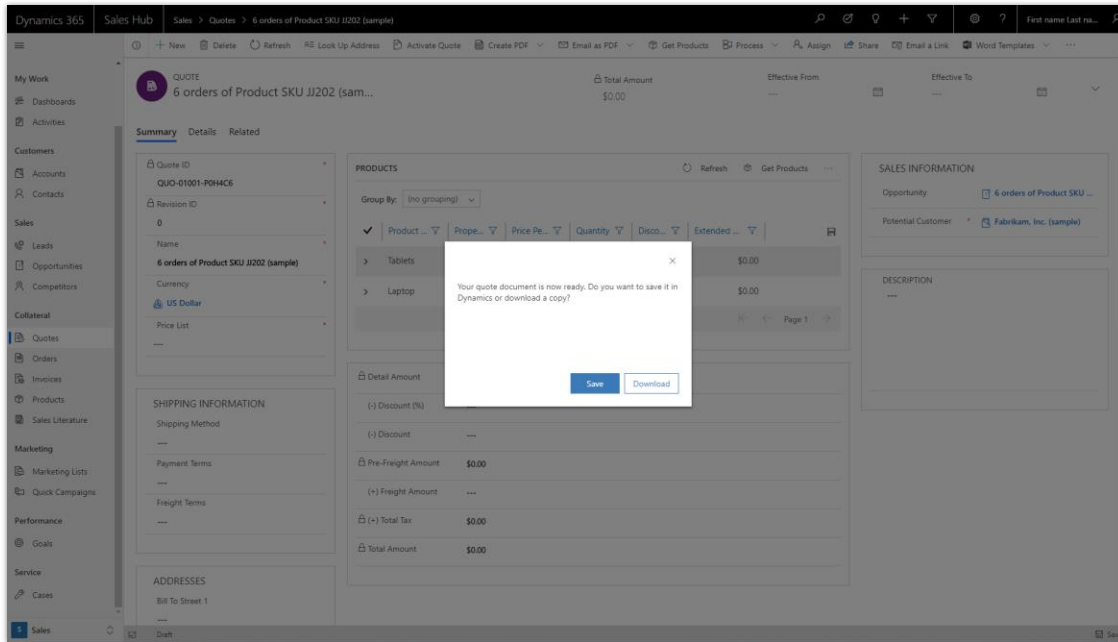 Dynamics 365 Sales Hub Sales > Quotes > 6 orders of Product SKU JJ202 (sample) First name Last na...
New Delete Refresh Look Up Address Activate Quote Create PDF Email as PDF Get Products Process Assign Share Email a Link Word Templates ...
My Work
Dashboards
Activities
Customers
Accounts
Contacts
Sales
Leads
Opportunities
Competitors
Collateral
Quotes
Orders
Invoices
Products
Sales Literature
Marketing
Marketing Lists
Quick Campaigns
Performance
Goals
Service
Cases
S Sales
QUOTE
6 orders of Product SKU JJ202 (sam...
Total Amount
$0.00
Effective From
---
Effective To
---
Summary Details Related
Quote ID *
QUO-01001-P0H4C6
Revision ID *
0
Name *
6 orders of Product SKU JJ202 (sample)
Currency *
US Dollar
Price List *
---
SHIPPING INFORMATION
Shipping Method
---
Payment Terms
---
Freight Terms
---
ADDRESSES
Bill To Street 1
---
PRODUCTS Refresh Get Products ...
Group By: (no grouping)
Product ... Prope... Price Pe... Quantity Disco... Extended ...
Tablets $0.00
Laptop $0.00
Page 1
Your quote document is now ready. Do you want to save it in
Dynamics or download a copy?
Save Download
Detail Amount
(-) Discount (%) ---
(-) Discount ---
Pre-Freight Amount $0.00
(+) Freight Amount ---
(+) Total Tax $0.00
Total Amount $0.00
SALES INFORMATION
Opportunity 6 orders of Product SKU ...
Potential Customer * Fabrikam, Inc. (sample)
DESCRIPTION
---
Draft